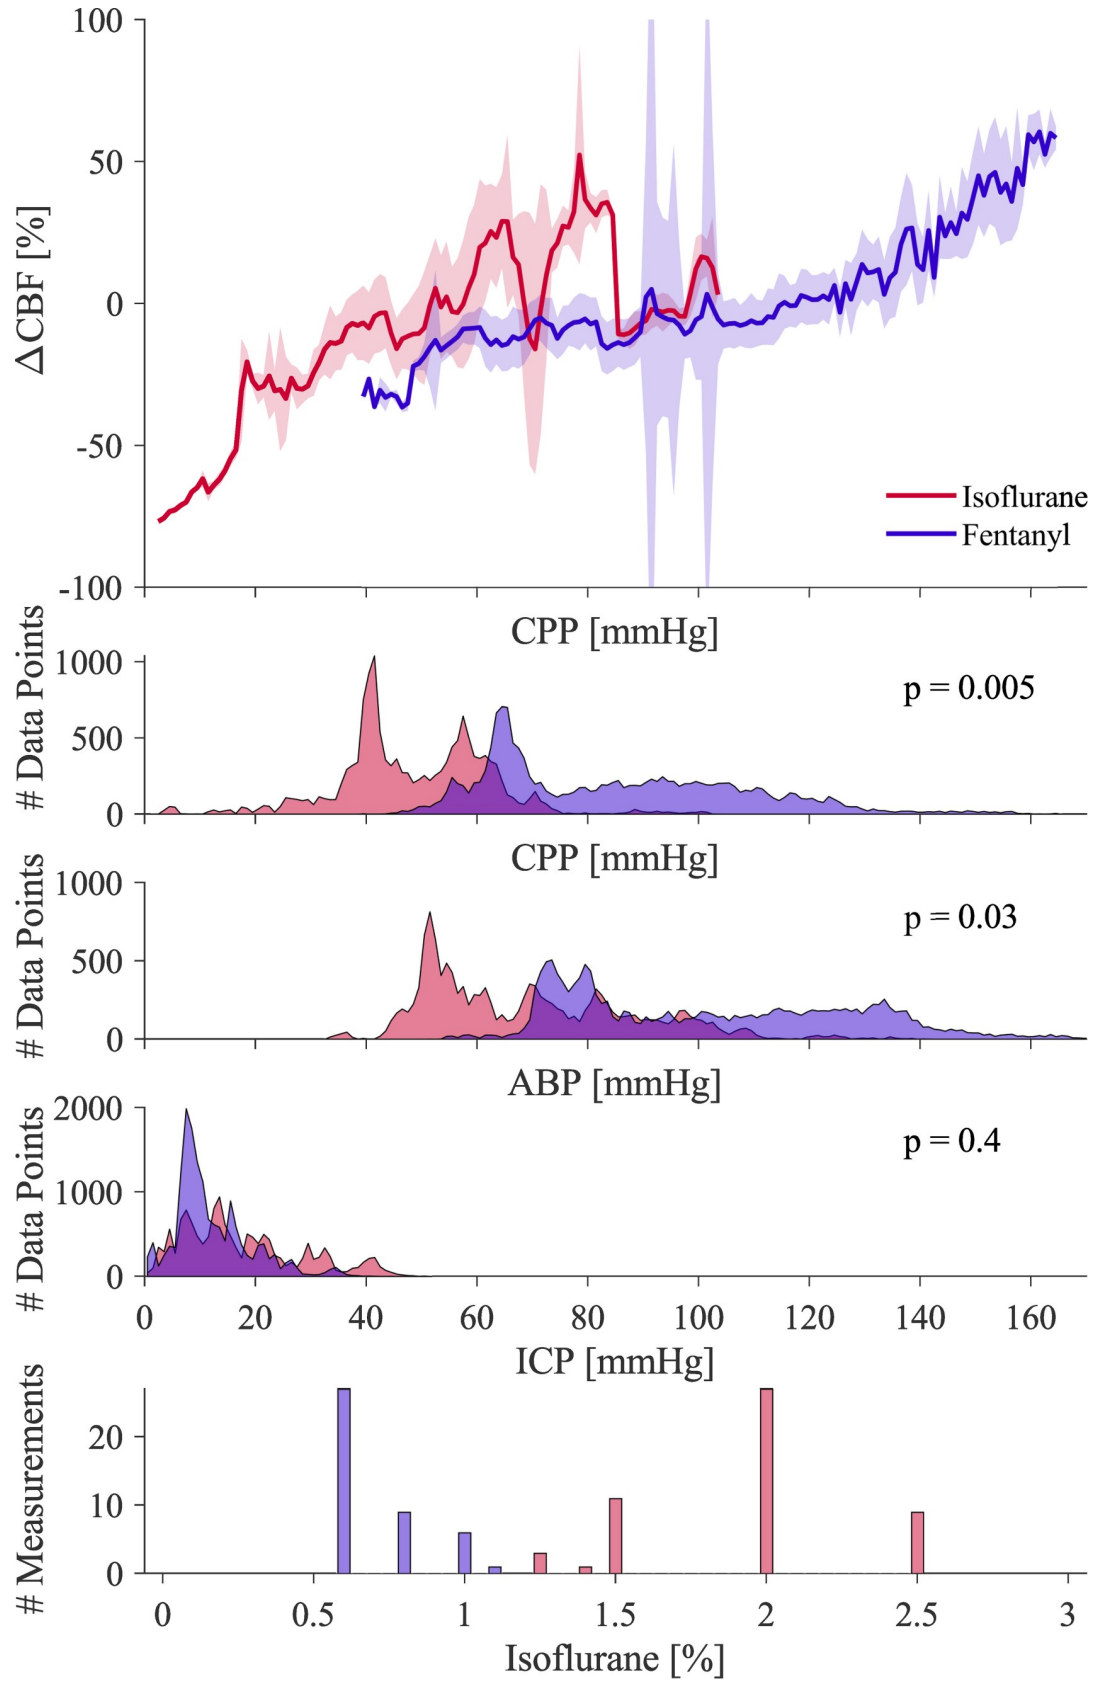 100
50
0
-50
-100
ΔCBF [%]
Isoflurane
Fentanyl
CPP [mmHg]
1000
500
0
# Data Points
p = 0.005
CPP [mmHg]
1000
500
0
# Data Points
p = 0.03
ABP [mmHg]
2000
1000
0
# Data Points
p = 0.4
0 20 40 60 80 100 120 140 160
ICP [mmHg]
20
10
0
# Measurements
0 0.5 1 1.5 2 2.5 3
Isoflurane [%]